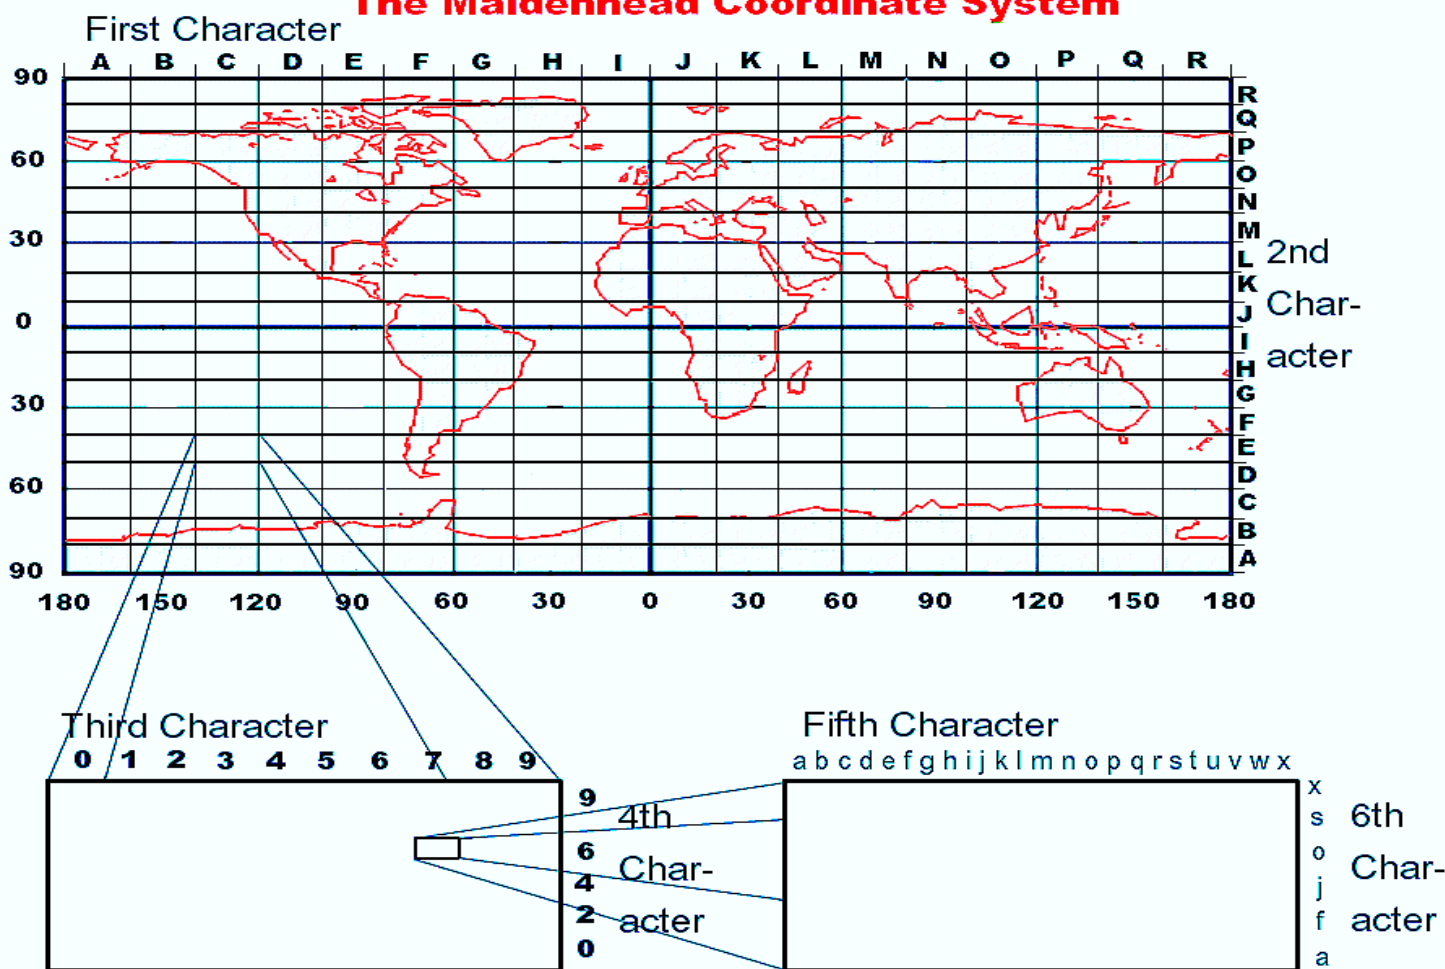 The Maidenhead Coordinate System
First Character
A B C D E F G H I J K L M N O P Q R
90
60
30
0
30
60
90
R
Q
P
O
N
M
L
K
J
I
H
G
F
E
D
C
B
A
2nd
Char-
acter
180 150 120 90 60 30 0 30 60 90 120 150 180
Third Character
0 1 2 3 4 5 6 7 8 9
9
6
4
2
0
4th
Char-
acter
Fifth Character
a b c d e f g h i j k l m n o p q r s t u v w x
x
s
o
j
f
a
6th
Char-
acter